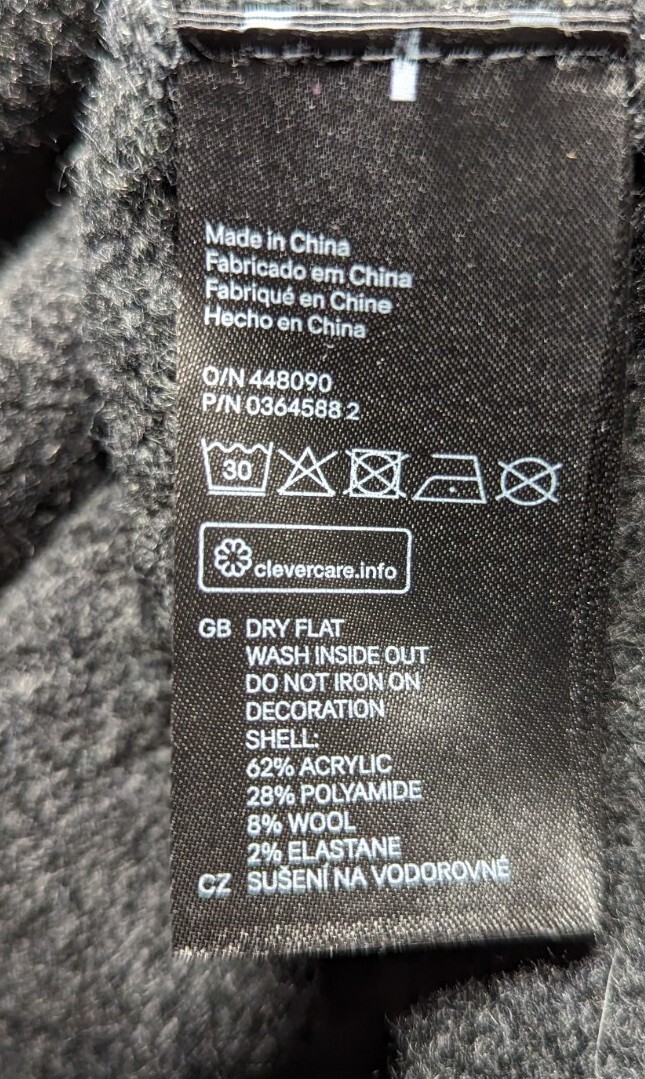 Made in China
Fabricado em China
Fabriqué en Chine
Hecho en China
O/N 448090
P/N 0364588 2
30
clevercare.info
GB DRY FLAT
WASH INSIDE OUT
DO NOT IRON ON
DECORATION
SHELL:
62% ACRYLIC
28% POLYAMIDE
8% WOOL
2% ELASTANE
CZ SUŠENÍ NA VODOROVNÉ